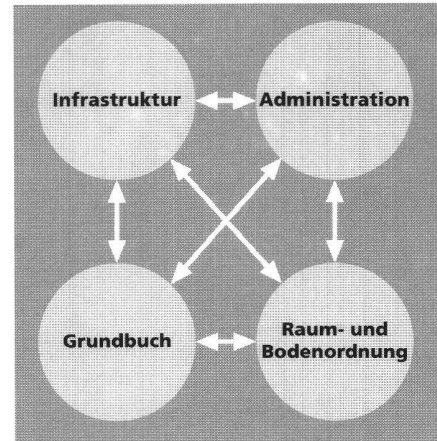 Infrastruktur
Administration
Grundbuch
Raum- und
Bodenordnung